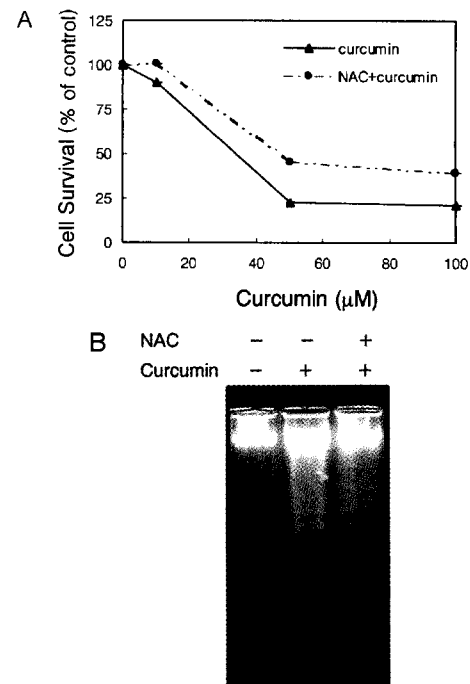 A
125
100
75
50
25
0
Cell Survival (% of control)
curcumin
NAC+curcumin
0 20 40 60 80 100
Curcumin (μM)
B
NAC – – +
Curcumin – + +